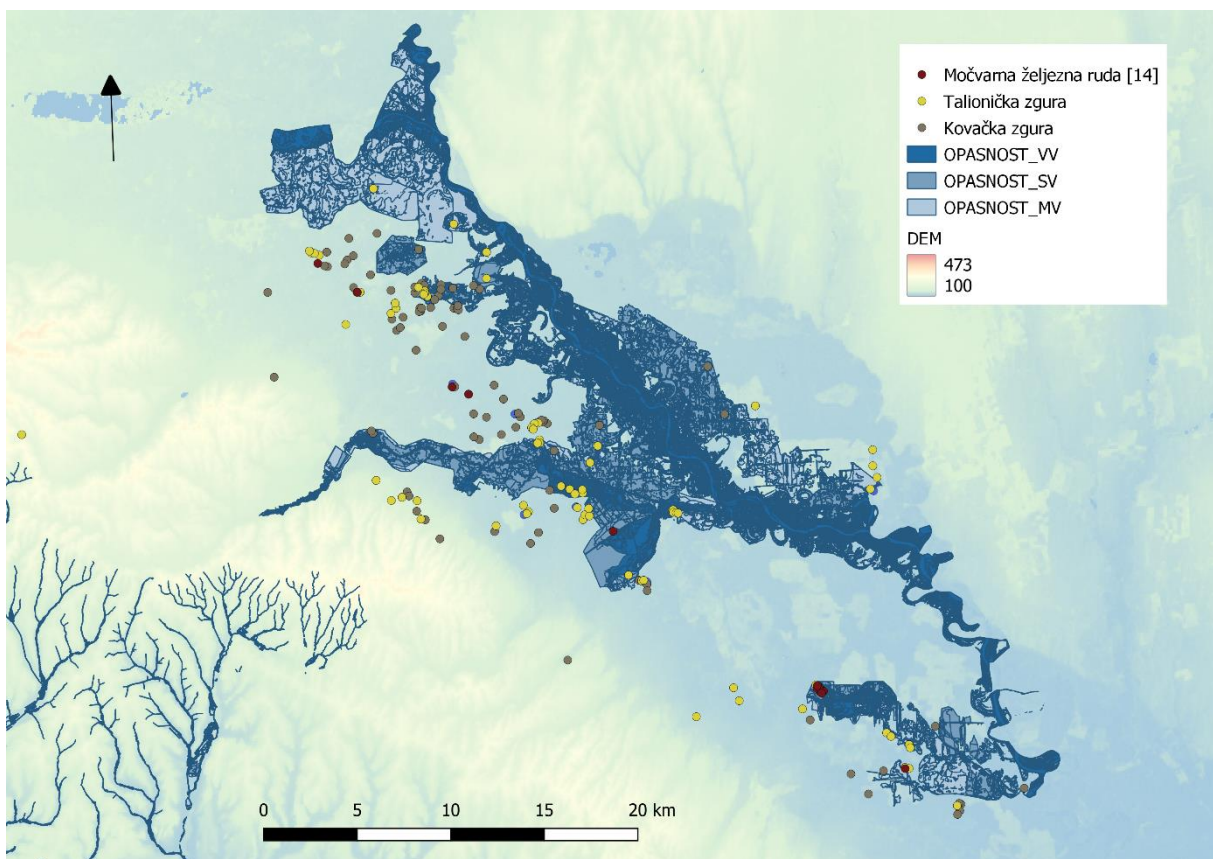 Močvarna željezna ruda [14]
Talionička zgura
Kovačka zgura
OPASNOST_VV
OPASNOST_SV
OPASNOST_MV
DEM
473
100
0 5 10 15 20 km